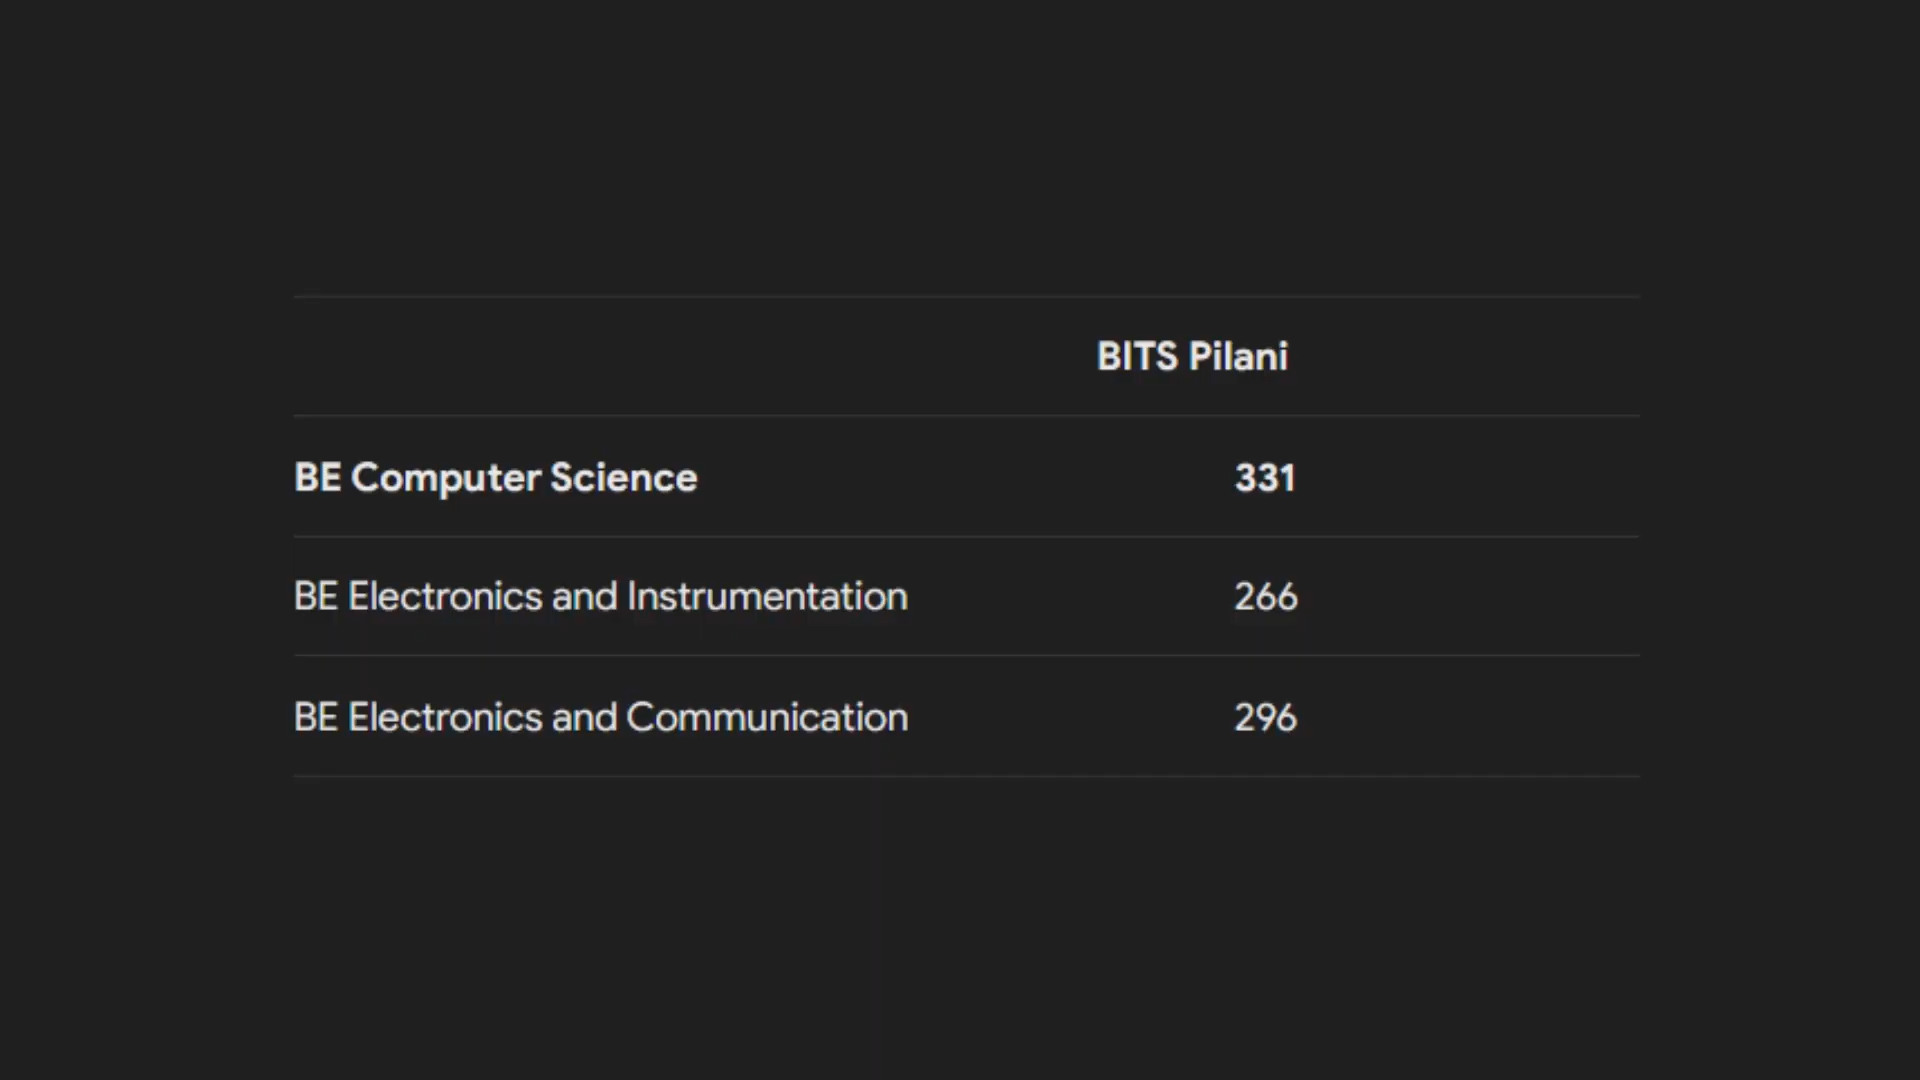 BITS Pilani
BE Computer Science 331
BE Electronics and Instrumentation 266
BE Electronics and Communication 296